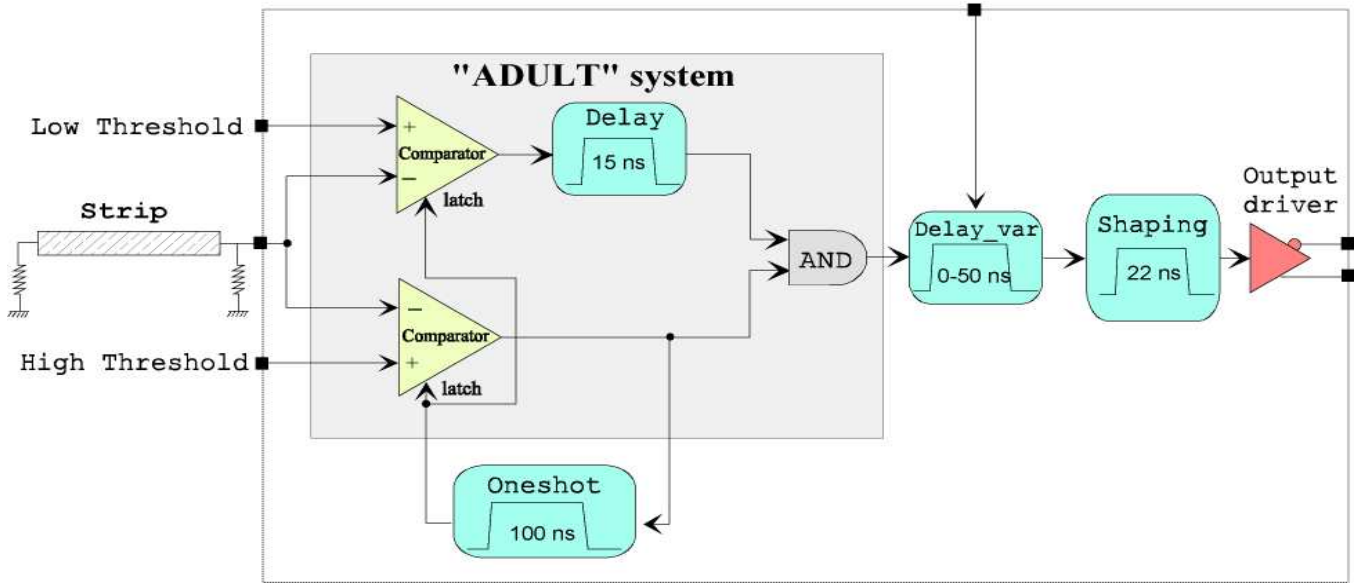 "ADULT" system
Low Threshold
+
Comparator
−
latch
Delay
15 ns
Strip
Output
driver
Delay_var
0-50 ns
Shaping
22 ns
AND
−
Comparator
+
latch
High Threshold
Oneshot
100 ns